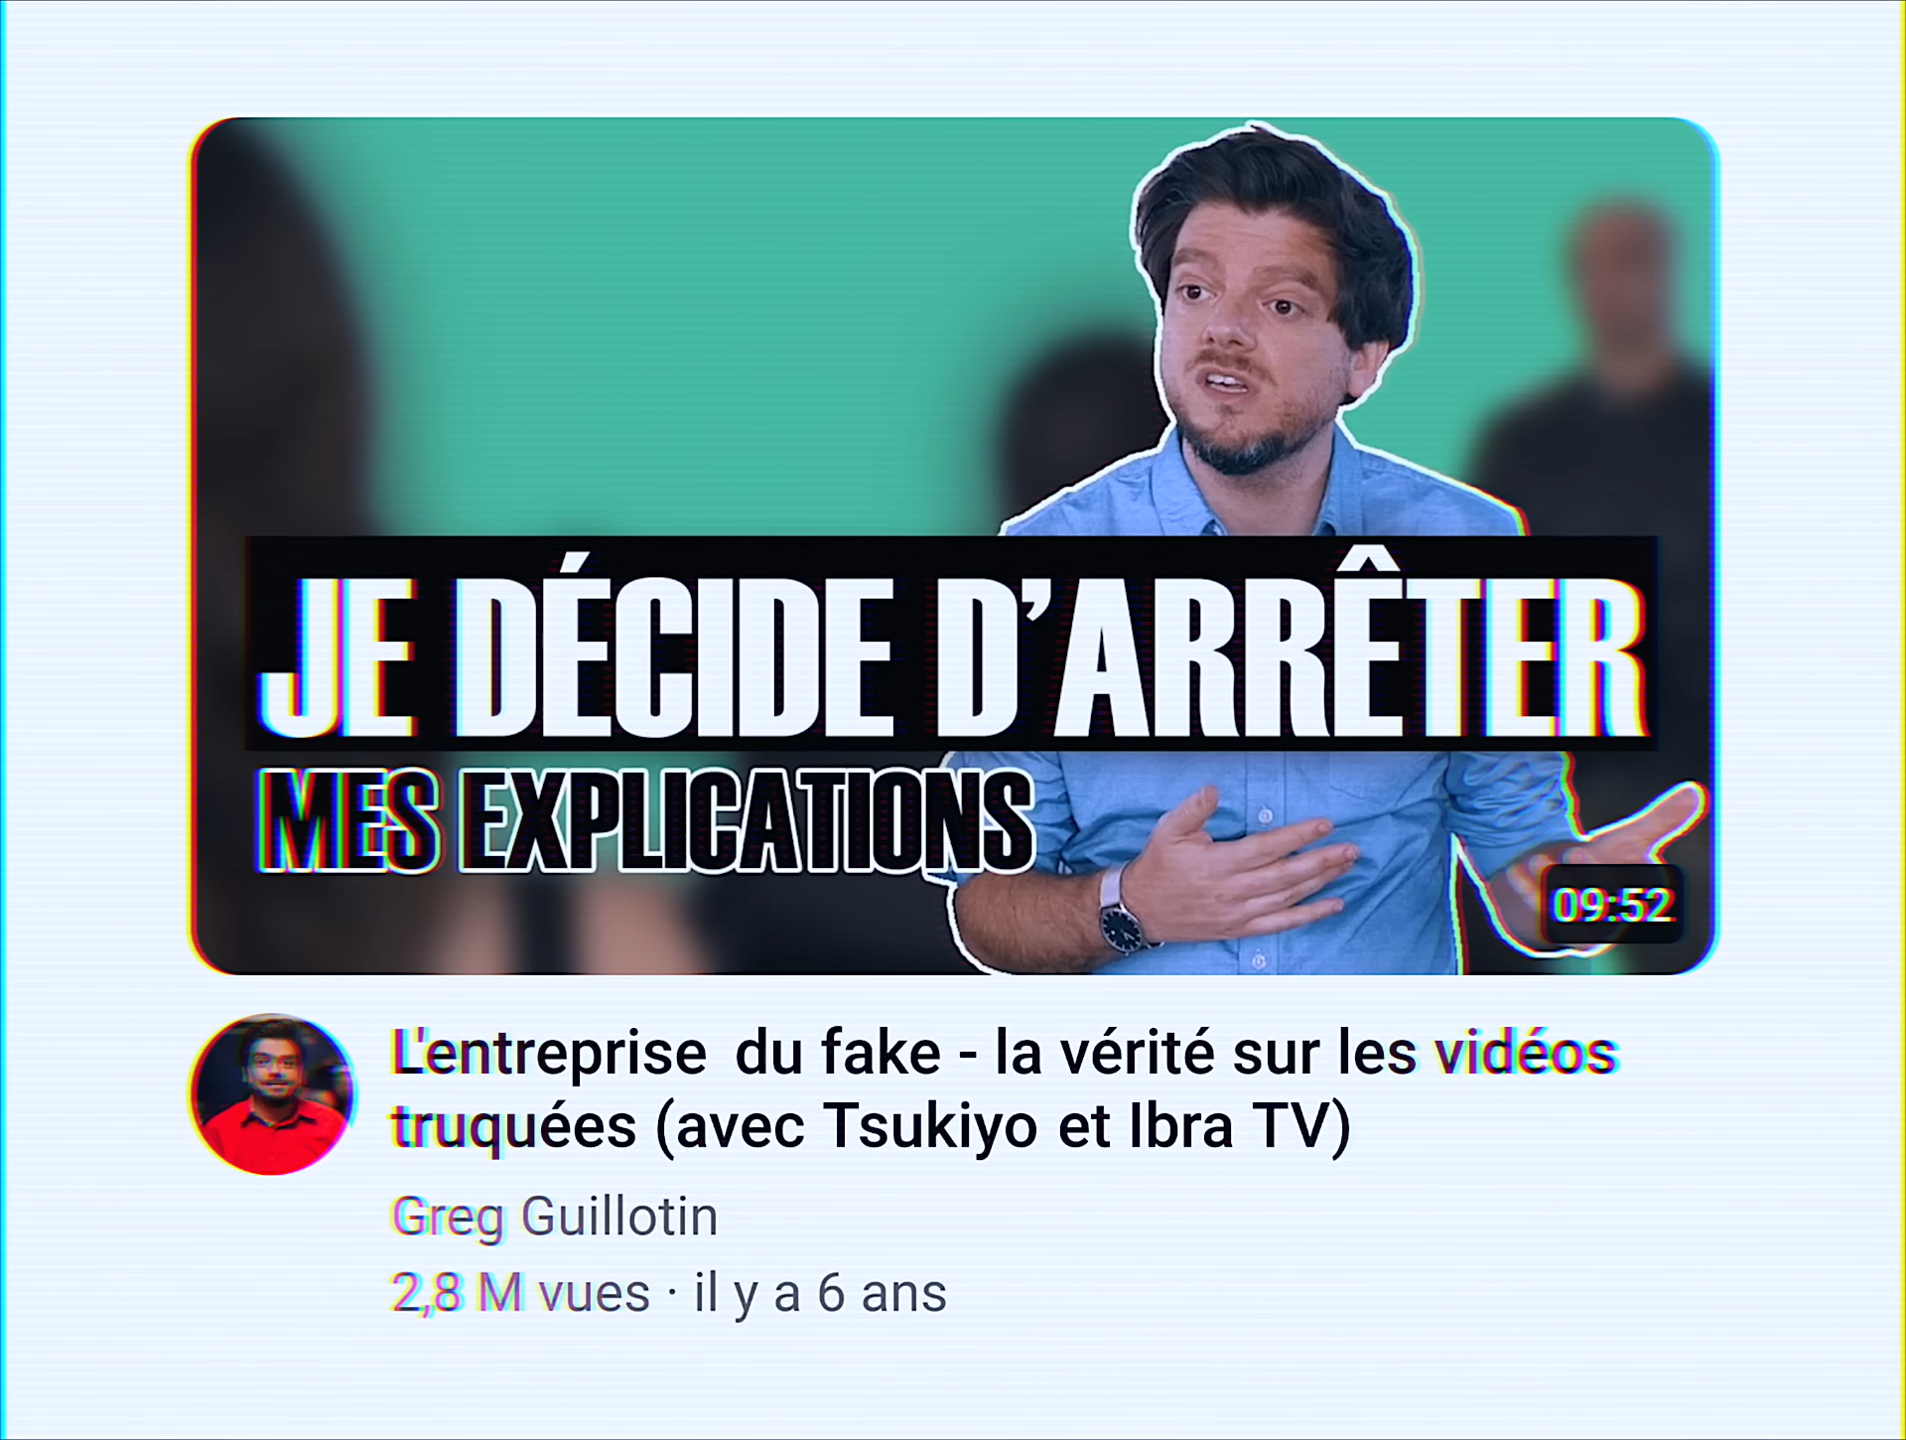 JE DÉCIDE D'ARRÊTER
MES EXPLICATIONS
09:52
L'entreprise du fake - la vérité sur les vidéos
truquées (avec Tsukiyo et Ibra TV)
Greg Guillotin
2,8 M vues · il y a 6 ans